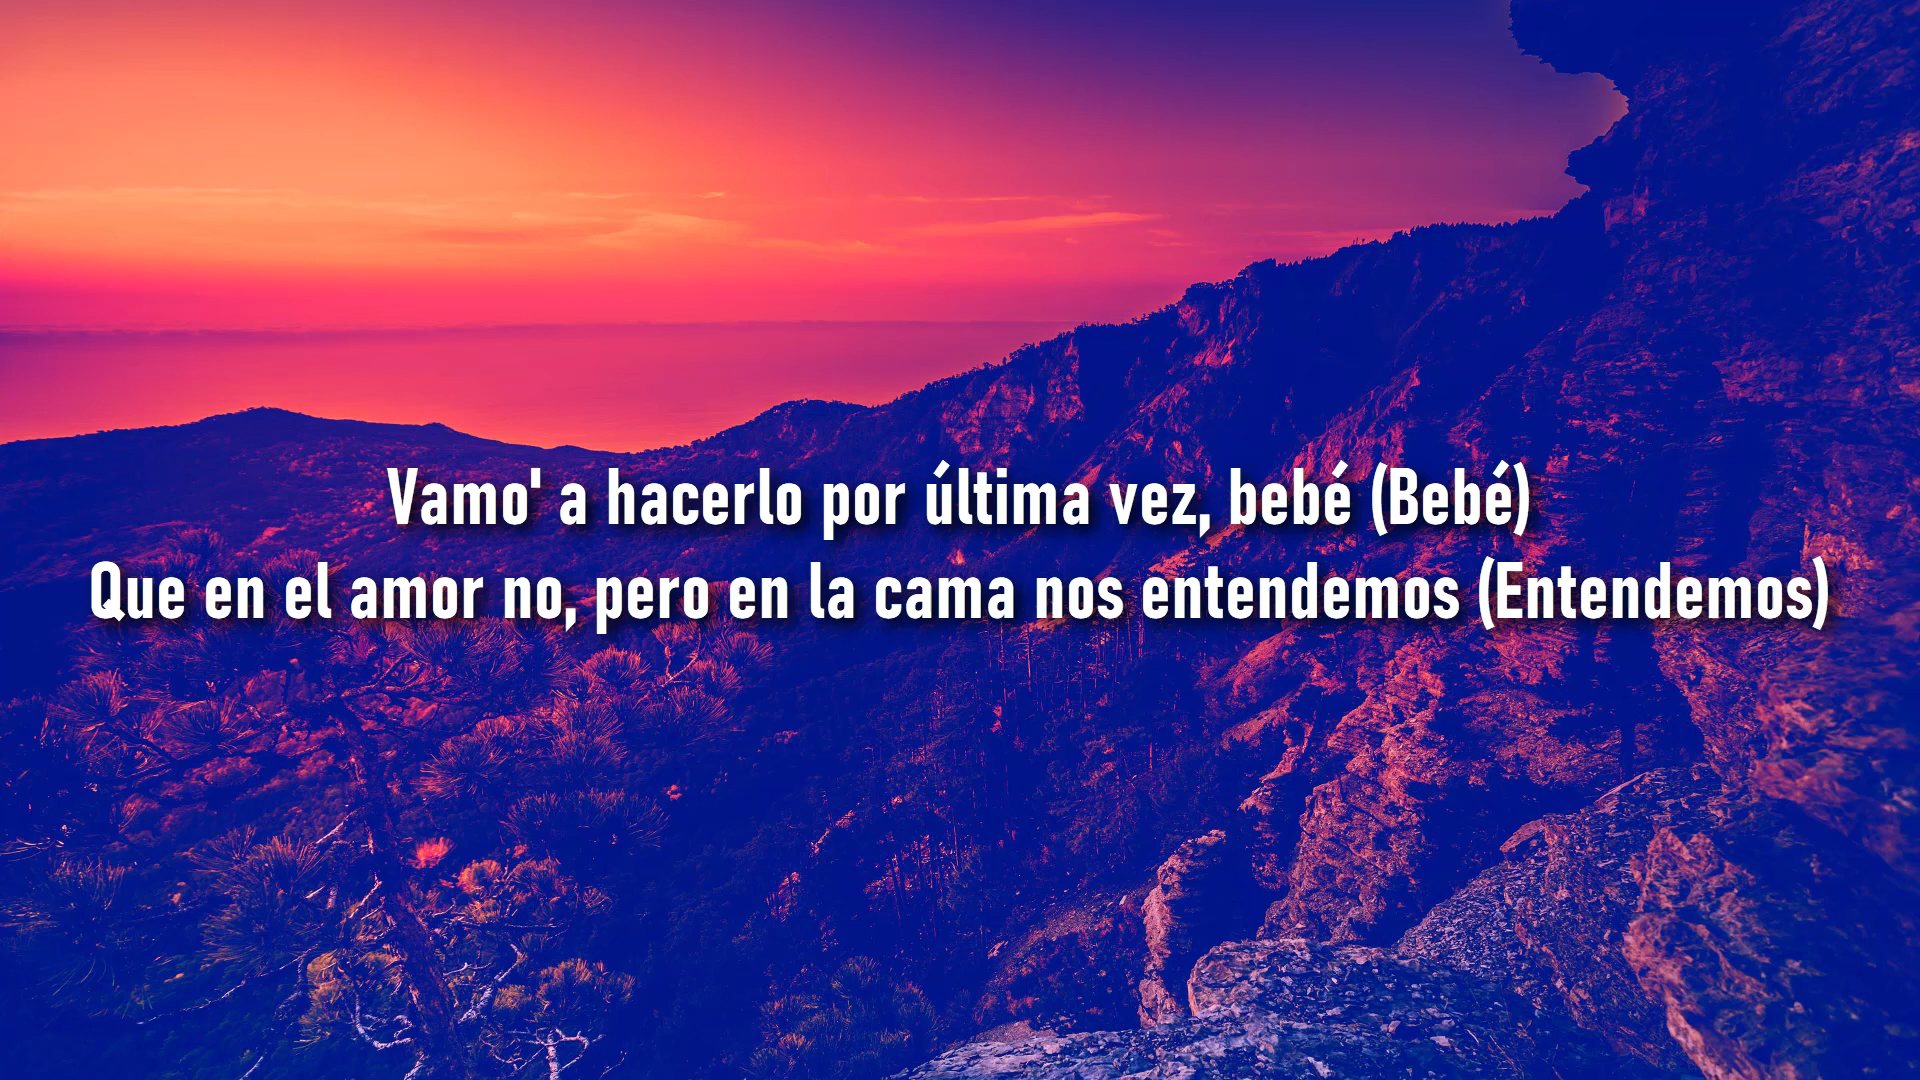 Vamo' a hacerlo por última vez, bebé (Bebé)
Que en el amor no, pero en la cama nos entendemos (Entendemos)